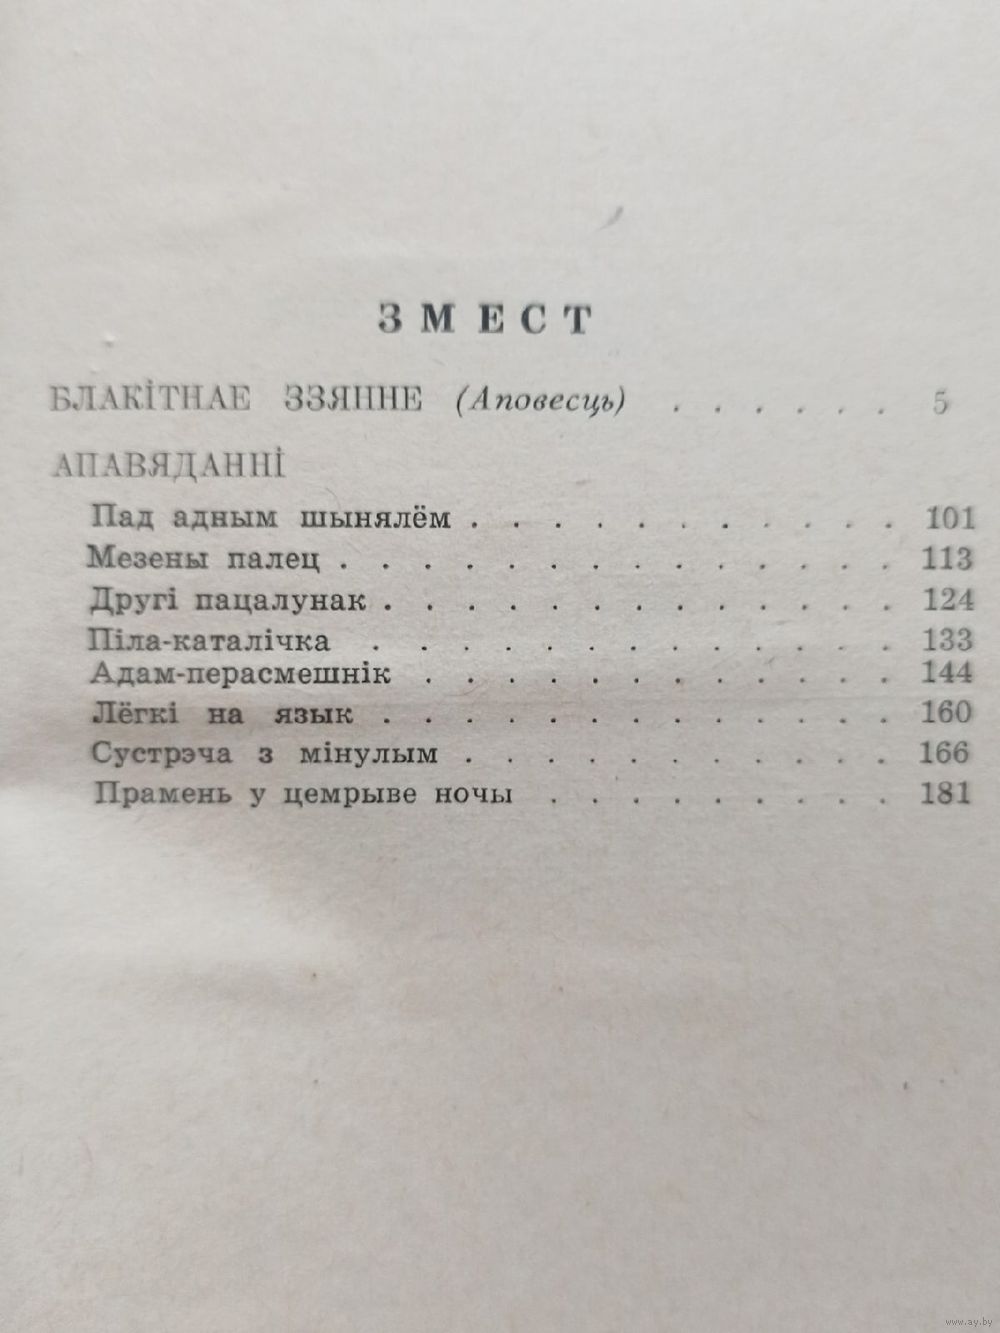 ЗМЕСТ
БЛАКІТНАЕ ЗЗЯННЕ (Аповесць) . . . . . . 5
АПАВЯДАННІ
Пад адным шынялём . . . . . . . . . . . 101
Мезены палец . . . . . . . . . . . . . . 113
Другі пацалунак . . . . . . . . . . . . . 124
Піла-каталічка . . . . . . . . . . . . . 133
Адам-перасмешнік . . . . . . . . . . . . 144
Лёгкі на язык . . . . . . . . . . . . . 160
Сустрэча з мінулым . . . . . . . . . . . 166
Прамень у цемрыве ночы . . . . . . . . . 181
www.ay.by